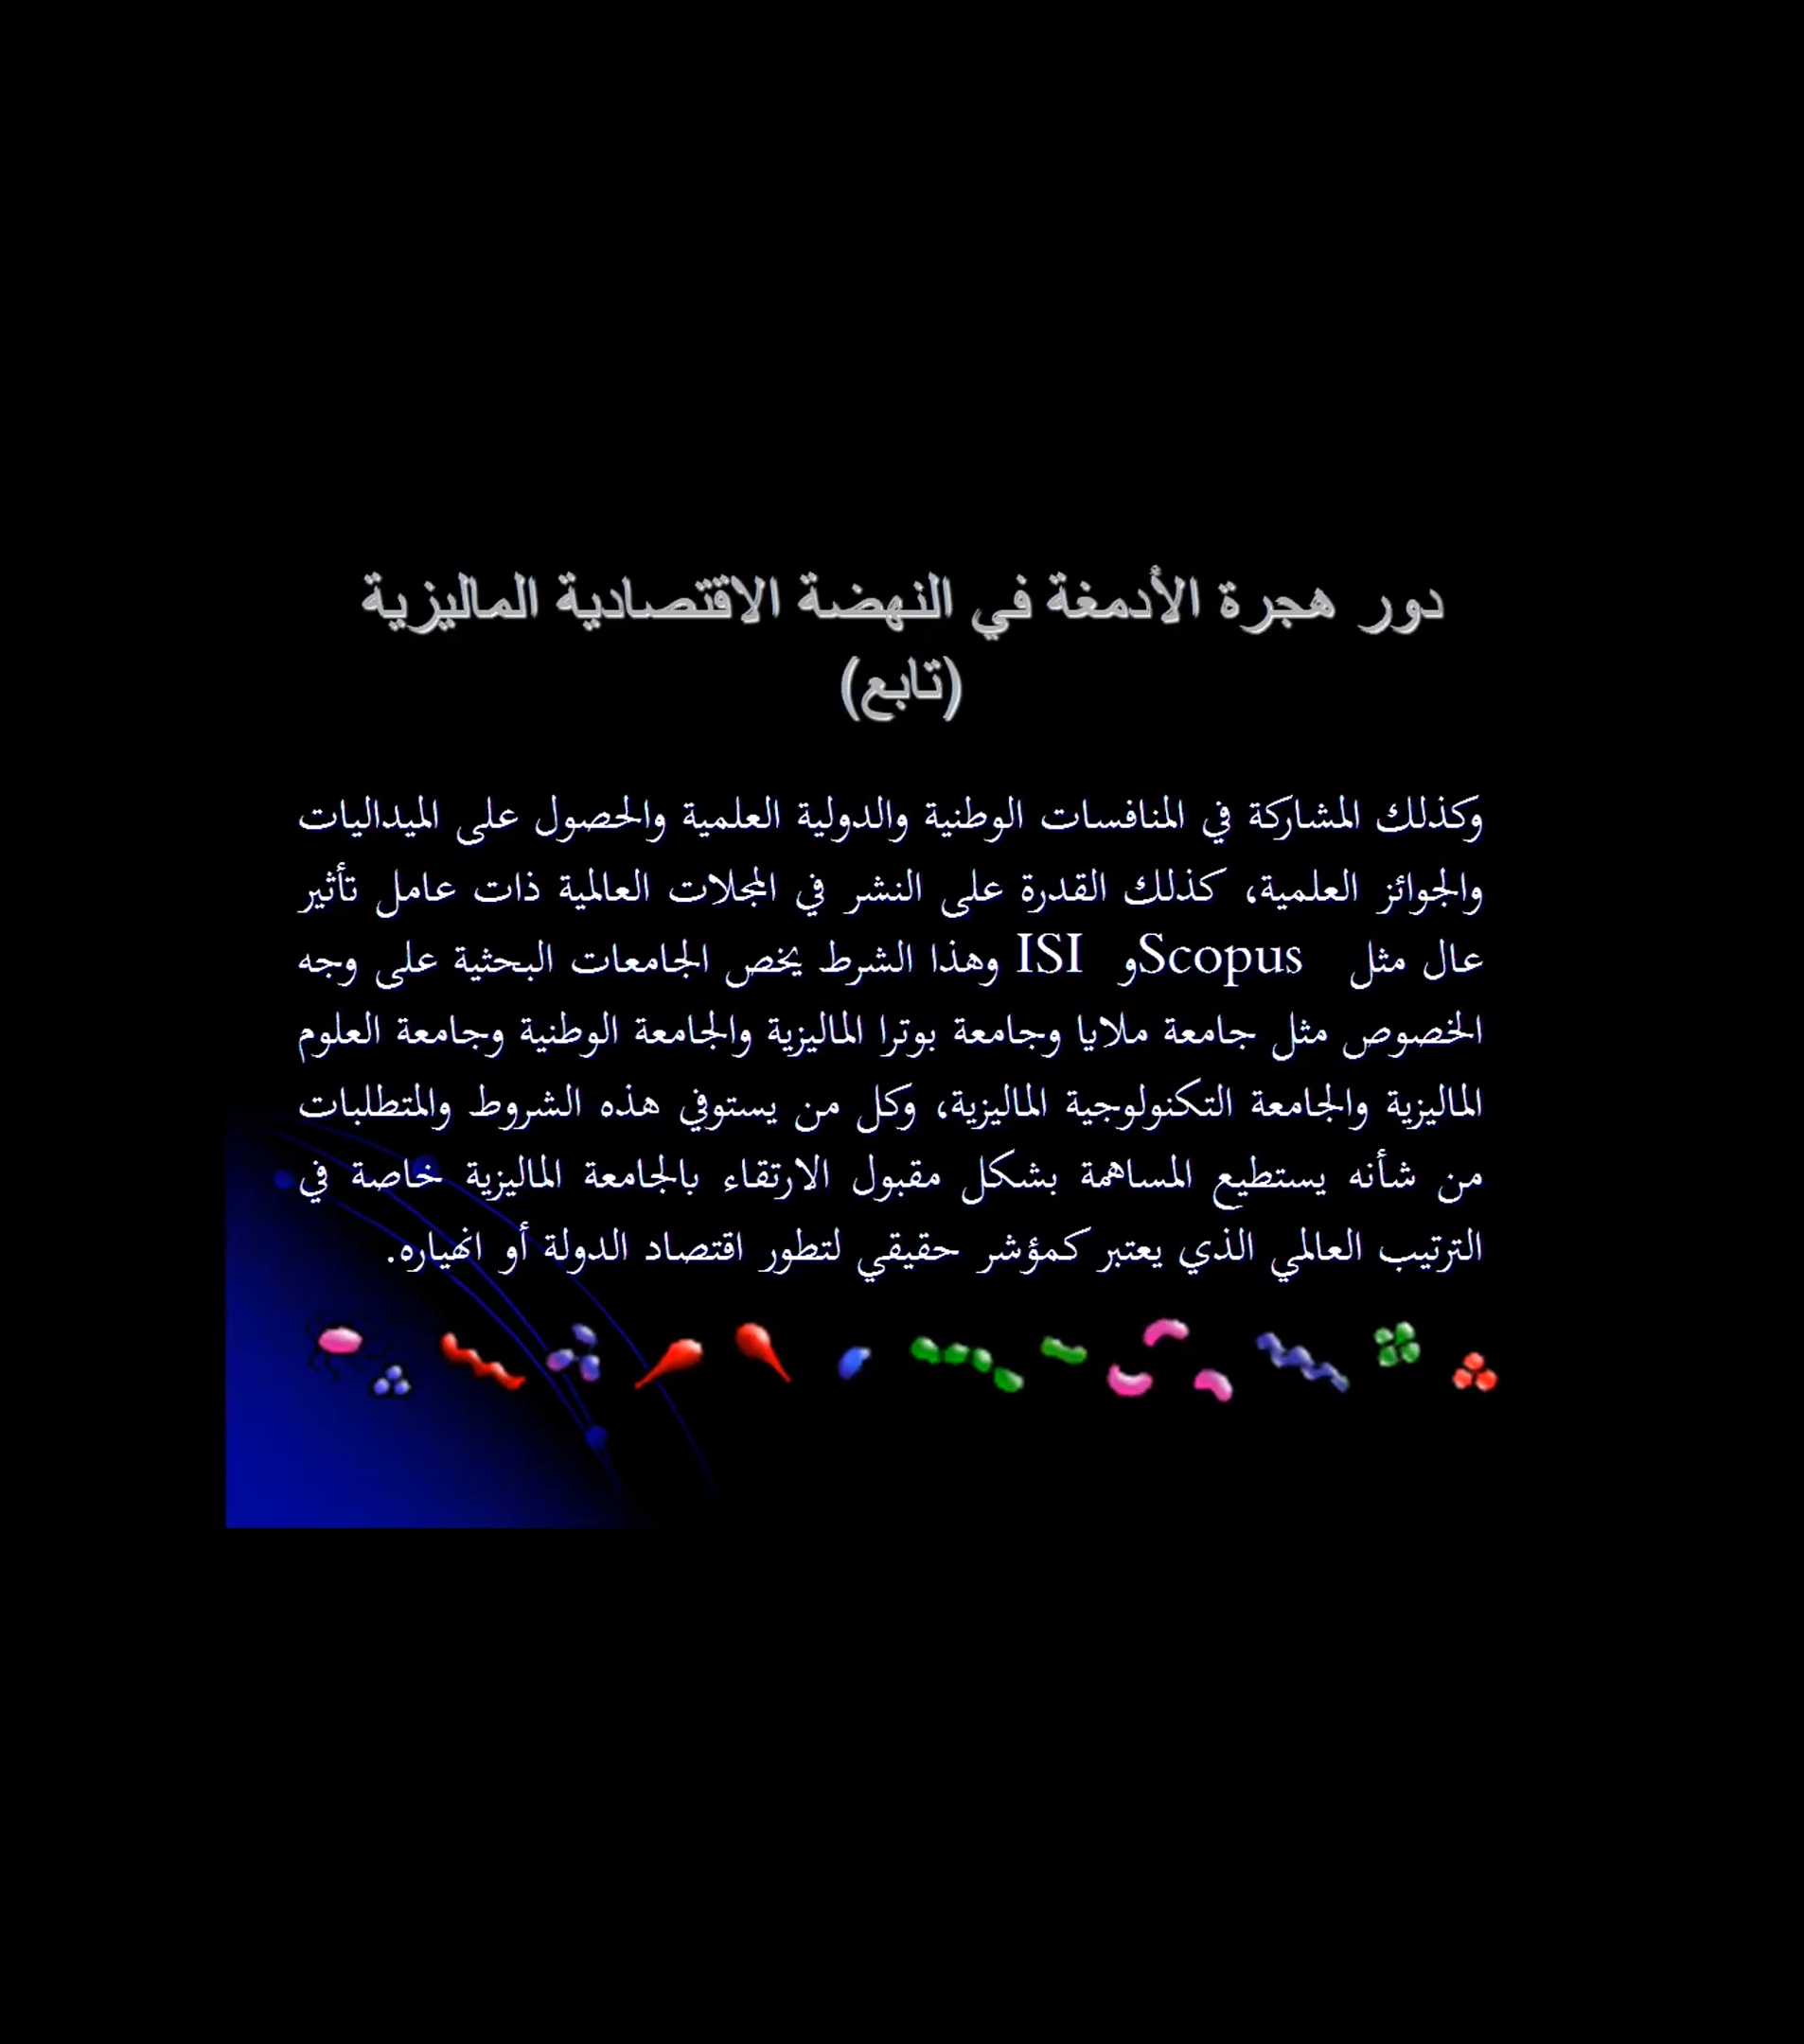 دور هجرة الأدمغة في النهضة الاقتصادية الماليزية
(تابع)
وكذلك المشاركة في المنافسات الوطنية والدولية العلمية والحصول على الميداليات
والجوائز العلمية، كذلك القدرة على النشر في المجلات العالمية ذات عامل تأثير
عال مثل Scopusو ISI وهذا الشرط يخص الجامعات البحثية على وجه
الخصوص مثل جامعة ملايا وجامعة بوترا الماليزية والجامعة الوطنية وجامعة العلوم
الماليزية والجامعة التكنولوجية الماليزية، وكل من يستوفي هذه الشروط والمتطلبات
من شأنه يستطيع المساهمة بشكل مقبول الارتقاء بالجامعة الماليزية خاصة في
الترتيب العالمي الذي يعتبر كمؤشر حقيقي لتطور اقتصاد الدولة أو انهياره.